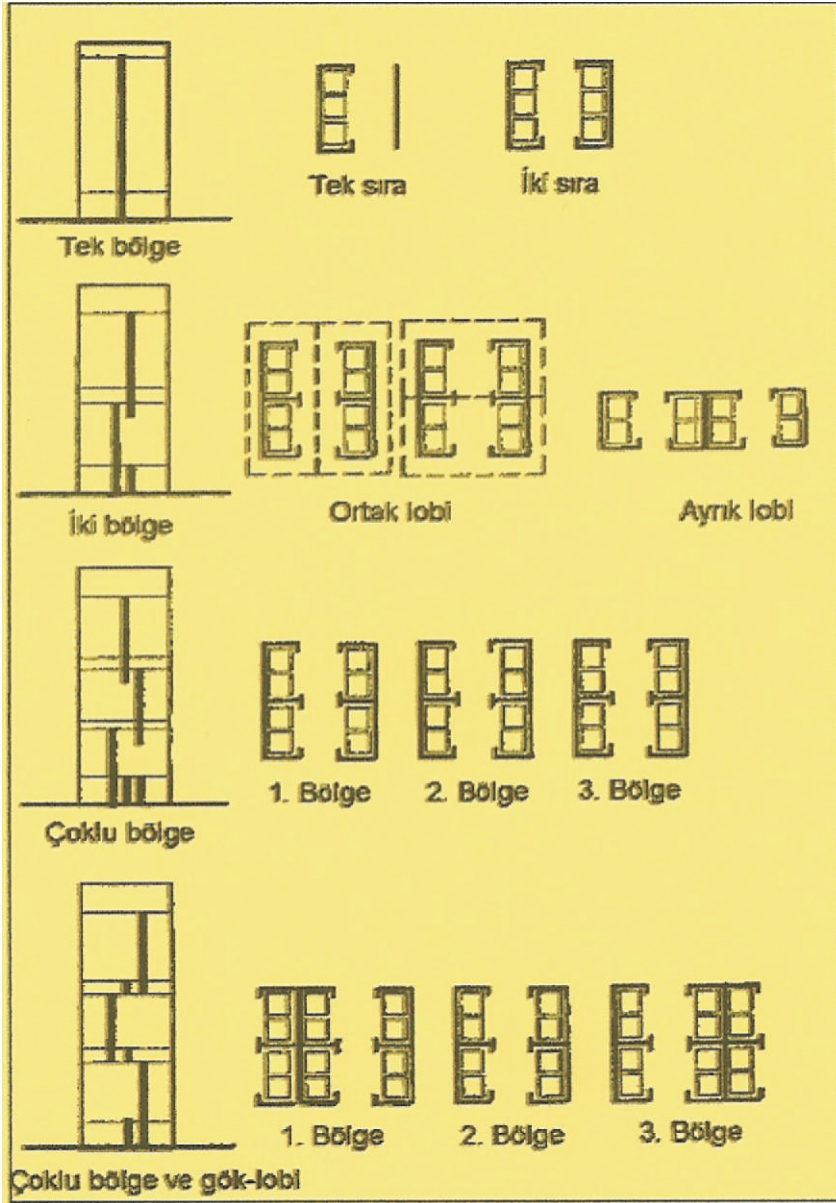 Tek sıra
İki sıra
Tek bölge
Ortak lobi
Ayrık lobi
İki bölge
1. Bölge
2. Bölge
3. Bölge
Çoklu bölge
1. Bölge
2. Bölge
3. Bölge
Çoklu bölge ve gök-lobi